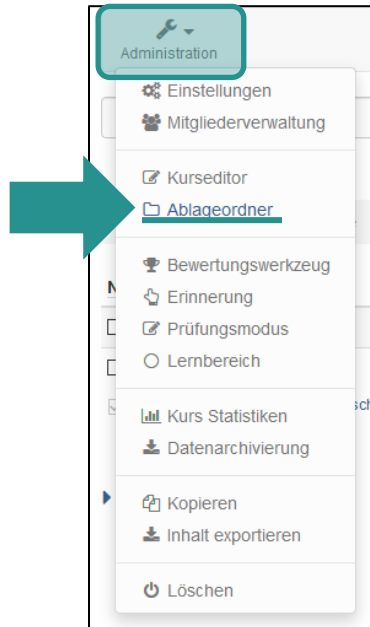 Administration
Einstellungen
Mitgliederverwaltung
Kurseditor
Ablageordner
Bewertungswerkzeug
Erinnerung
Prüfungsmodus
Lernbereich
Kurs Statistiken
Datenarchivierung
Kopieren
Inhalt exportieren
Löschen